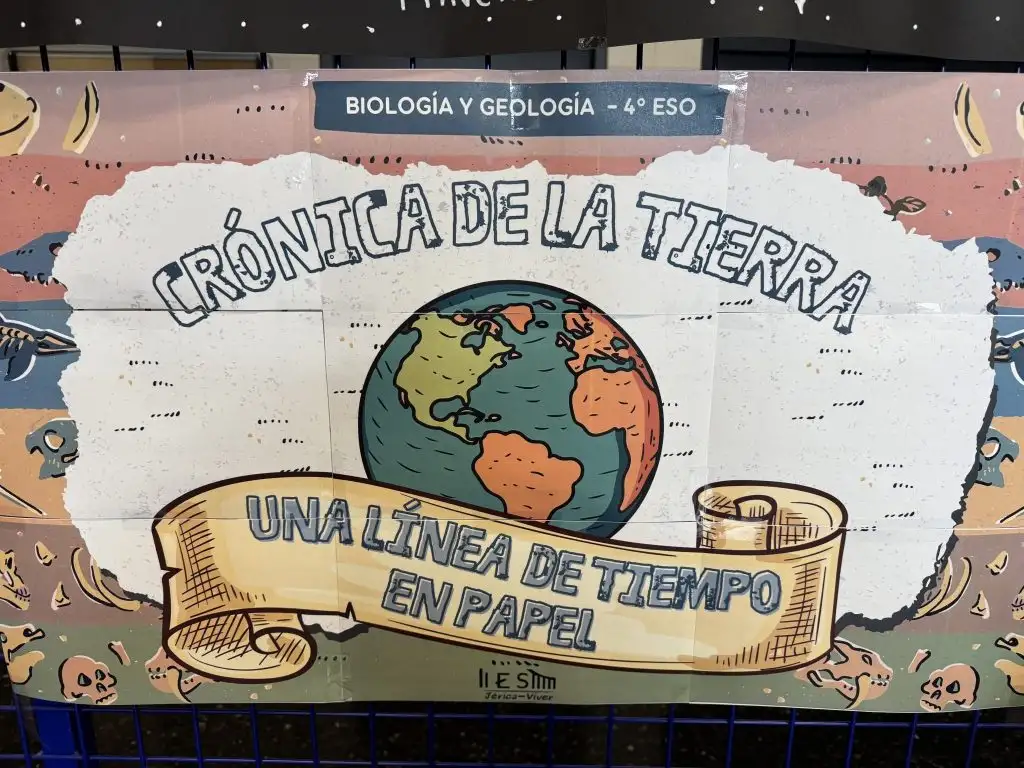 BIOLOGÍA Y GEOLOGÍA - 4º ESO
CRÓNICA DE LA TIERRA
UNA LÍNEA DE TIEMPO
EN PAPEL
IES
Jérica-Viver